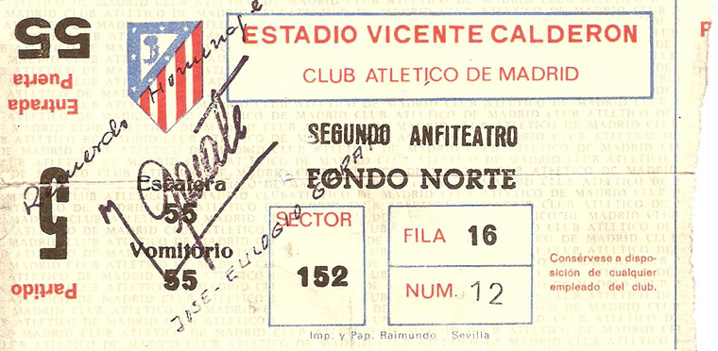 ESTADIO VICENTE CALDERON
CLUB ATLETICO DE MADRID
Entrada
Puerta
55
Partido
5
Recuerdo Homenaje
Garate
SEGUNDO ANFITEATRO
FONDO NORTE
Escalera
55
Vomitorio
55
JOSE-EULOGIO
SECTOR
152
FILA 16
NUM. 12
Consérvese a dispo-
sición de cualquier
empleado del club.
Imp. y Pap. Raimundo Sevilla